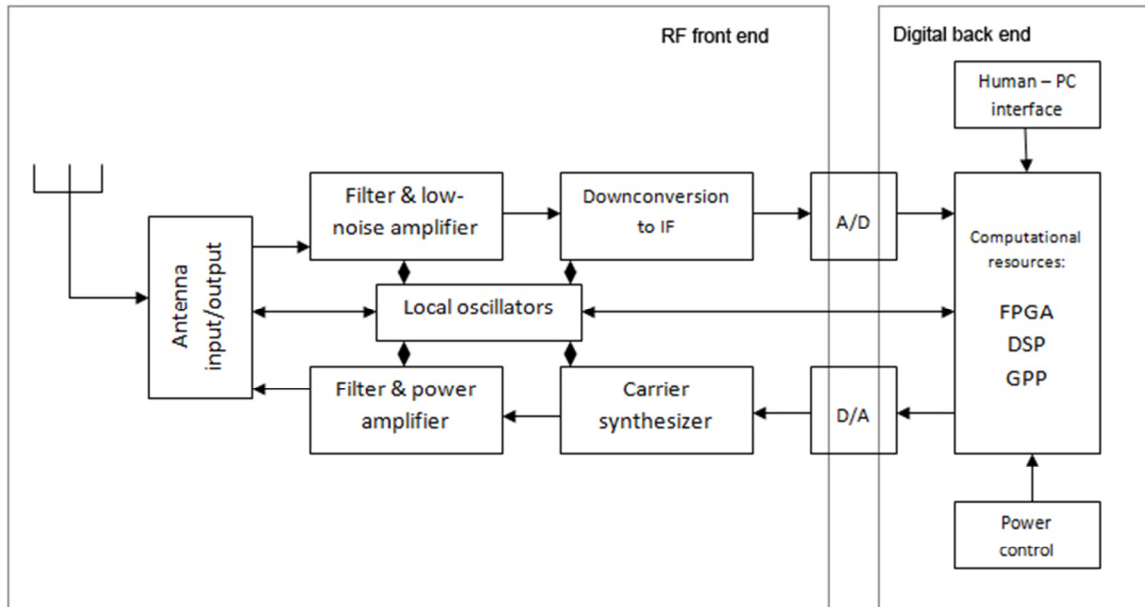 RF front end
Digital back end
Human – PC
interface
Filter & low-
noise amplifier
Downconversion
to IF
A/D
Computational
resources:
FPGA
DSP
GPP
Antenna
input/output
Local oscillators
Filter & power
amplifier
Carrier
synthesizer
D/A
Power
control